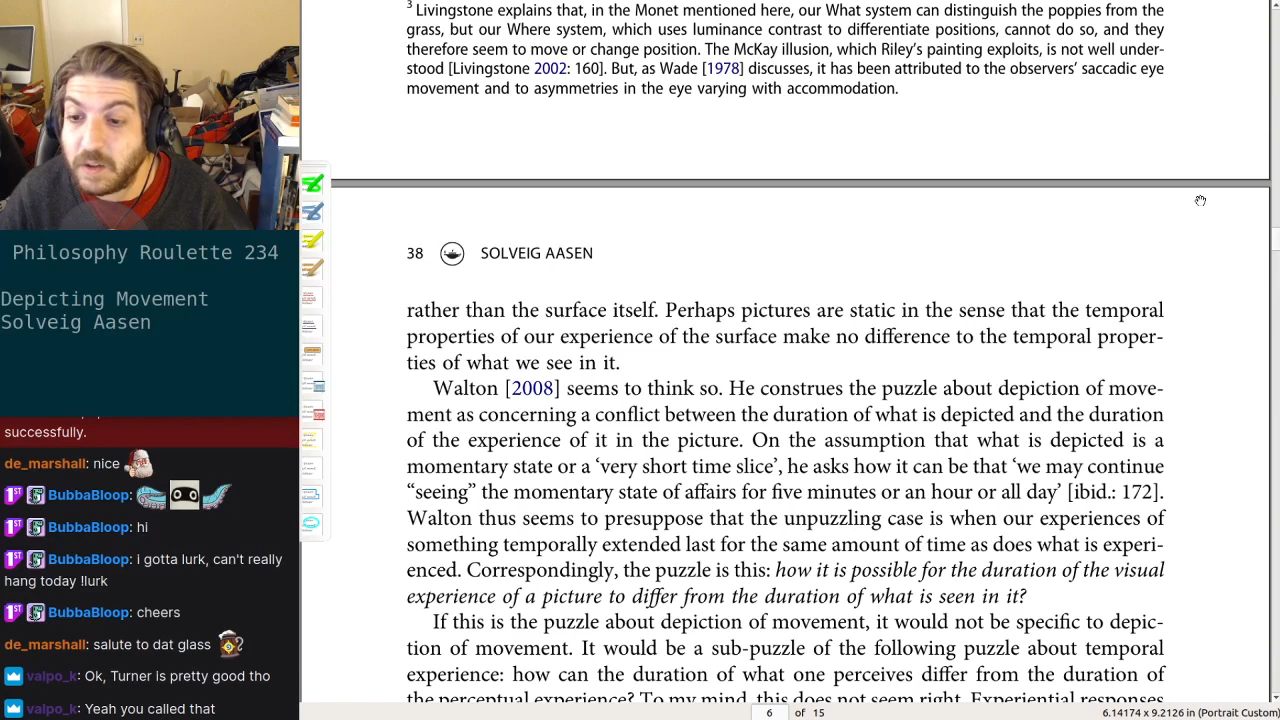 3 Livingstone explains that, in the Monet mentioned here, our What system can distinguish the poppies from the
grass, but our Where system, which uses luminance contrast to differentiate positions, cannot do so, and they
therefore seem to move or change position. The McKay illusion, which Riley's painting exploits, is not well under-
stood [Livingstone 2002: 160]. But, as Wade [1978] discusses, it has been attributed to the observers' saccadic eye
movement and to asymmetries in the eye varying with accommodation.
38 SOLVEIG AASEN
rather than the surface itself. Perhaps pictures are static in the sense that the temporal
properties of our experience of the surface make no difference to the temporal proper-
ties of what we see in it.
Walton [2008] seems to think so. He construes the puzzle about depiction of move-
ment as concerning a conflict between the duration of what is depicted and the duration
of the experience of it in the picture. On the assumption that what is depicted is a
momentary state or 'a very short time slice', he asks how it can be that 'we may continue
"seeing" the momentary state of affairs for five minutes or an hour or all day' [ibid.: 172].
Walton thus seems to presuppose that the unpuzzling case is when our experiences of
something temporally extended last for the same amount of time as does what is experi-
enced. Correspondingly, the puzzle is this: how it is possible for the duration of the visual
experience of a picture to differ from the duration of what is seen in it?
If this is the puzzle about depiction of movement, it would not be specific to depic-
tion of movement. It would be a sub-puzzle of the following puzzle about temporal
experience: how can the duration of what one perceives differ from the duration of
the perceptual experience? To my mind, this does not seem right. Experiential responses
6 of 15
6.14174 x 9.2126 in (Portrait Custom)
Philosophy Roulette 234
Depicting Movement
Solveig Aasen
successfully.
de_marshall: nice
BubbaBloop:
BubbaBloop: hi
BubbaBloop: i gotta lurk, can't really
hang today !lurk
BubbaBloop: cheers
de_marshall: salute to dat glass
valpo_k: Ok, Turner is pretty good tho
valpo_k: Yeah you called that